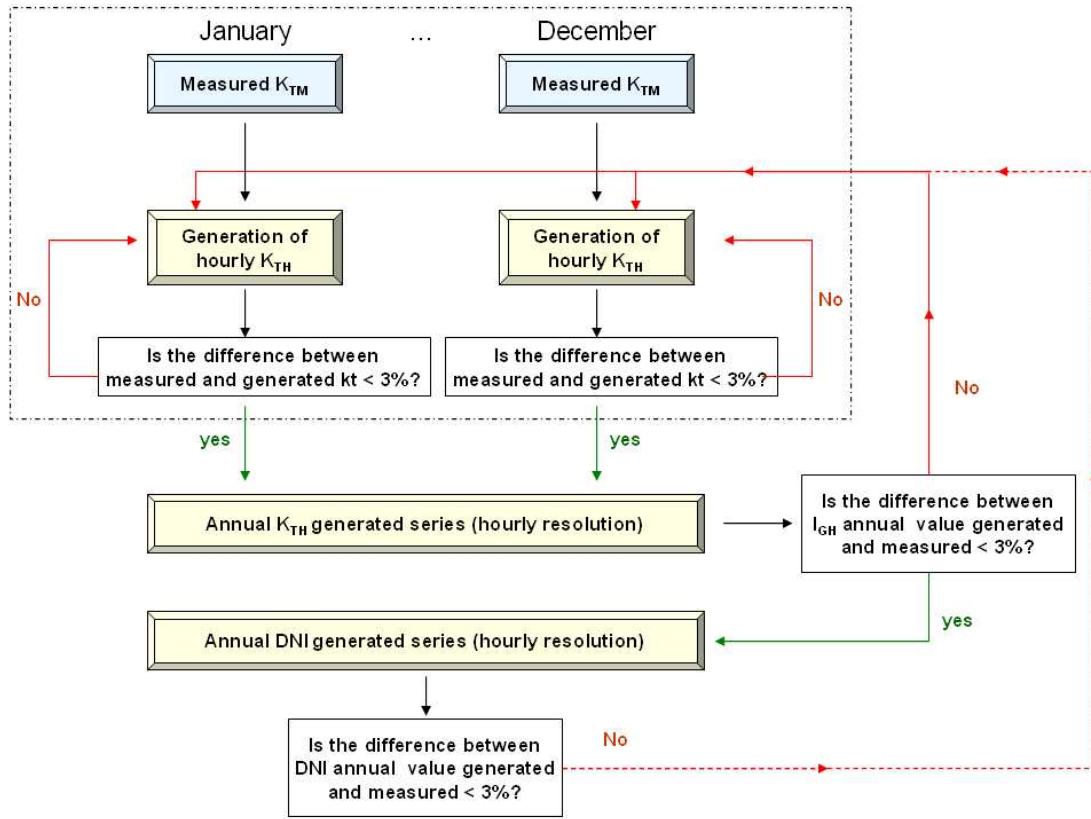 January ... December
Measured K_TM
Measured K_TM
Generation of
hourly K_TH
Generation of
hourly K_TH
No
No
Is the difference between
measured and generated kt < 3%?
Is the difference between
measured and generated kt < 3%?
No
yes
yes
Annual K_TH generated series (hourly resolution)
Is the difference between
I_GH annual value generated
and measured < 3%?
yes
Annual DNI generated series (hourly resolution)
Is the difference between
DNI annual value generated
and measured < 3%?
No